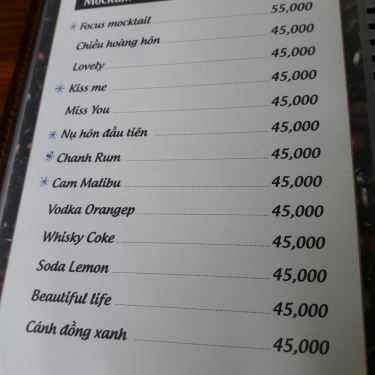 Focus mocktail 55,000
Chiều hoàng hôn 45,000
Lovely 45,000
Kiss me 45,000
Miss You 45,000
Nụ hôn đầu tiên 45,000
Chanh Rum 45,000
Cam Malibu 45,000
Vodka Orangep 45,000
Whisky Coke 45,000
Soda Lemon 45,000
Beautiful life 45,000
Cánh đồng xanh 45,000